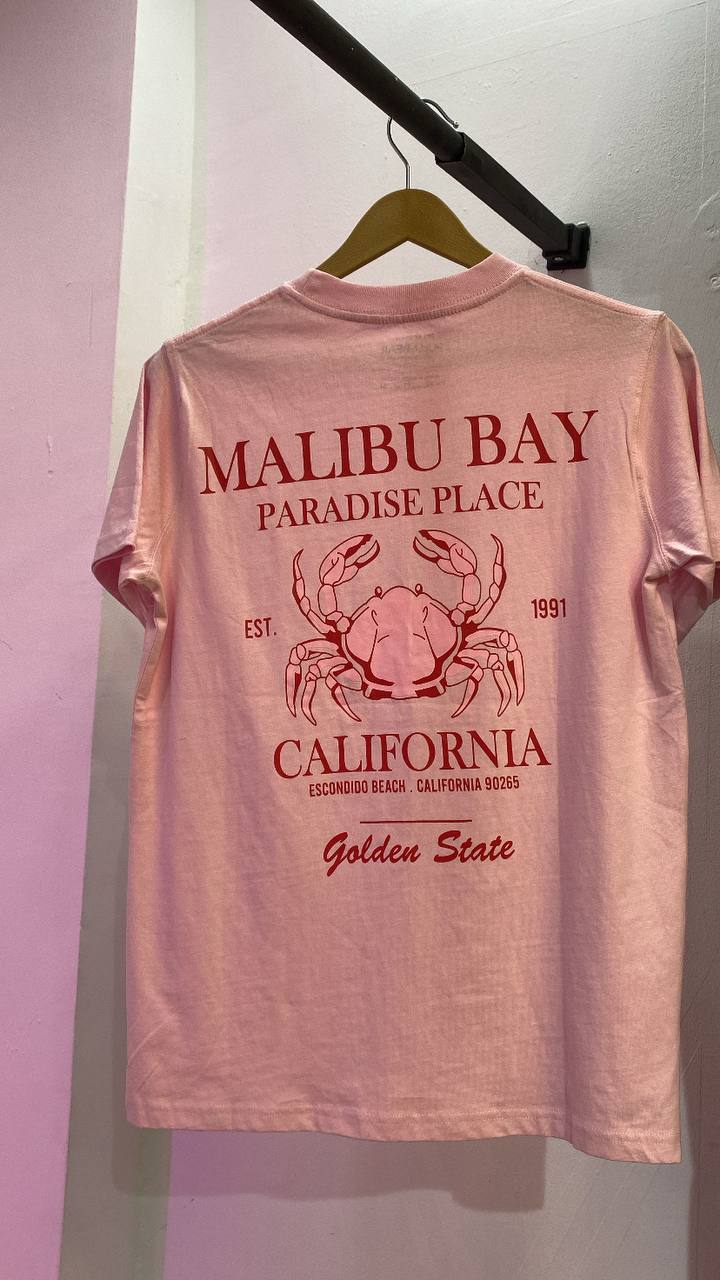 MALIBU BAY
PARADISE PLACE
EST. 1991
CALIFORNIA
ESCONDIDO BEACH . CALIFORNIA 90265
Golden State